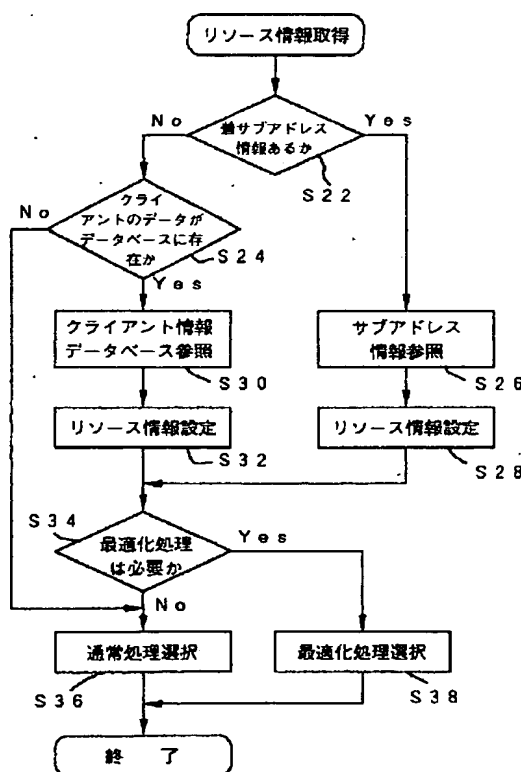 リソース情報取得
No
Yes
着サブアドレス
情報あるか
S22
No
クライ
アントのデータが
データベースに存
在か
S24
Yes
クライアント情報
データベース参照
S30
サブアドレス
情報参照
S26
リソース情報設定
S32
リソース情報設定
S28
S34
最適化処理
は必要か
Yes
No
通常処理選択
S36
最適化処理選択
S38
終 了